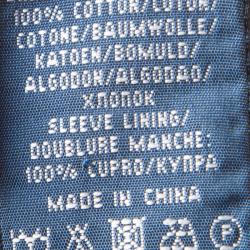 100% COTTON/COTON/
COTONE/BAUMWOLLE/
KATOEN/BOMULD/
ALGODON/ALGODAO/
ХЛОПОК
SLEEVE LINING/
DOUBLURE MANCHE:
100% CUPRO/КУПРА
MADE IN CHINA
P